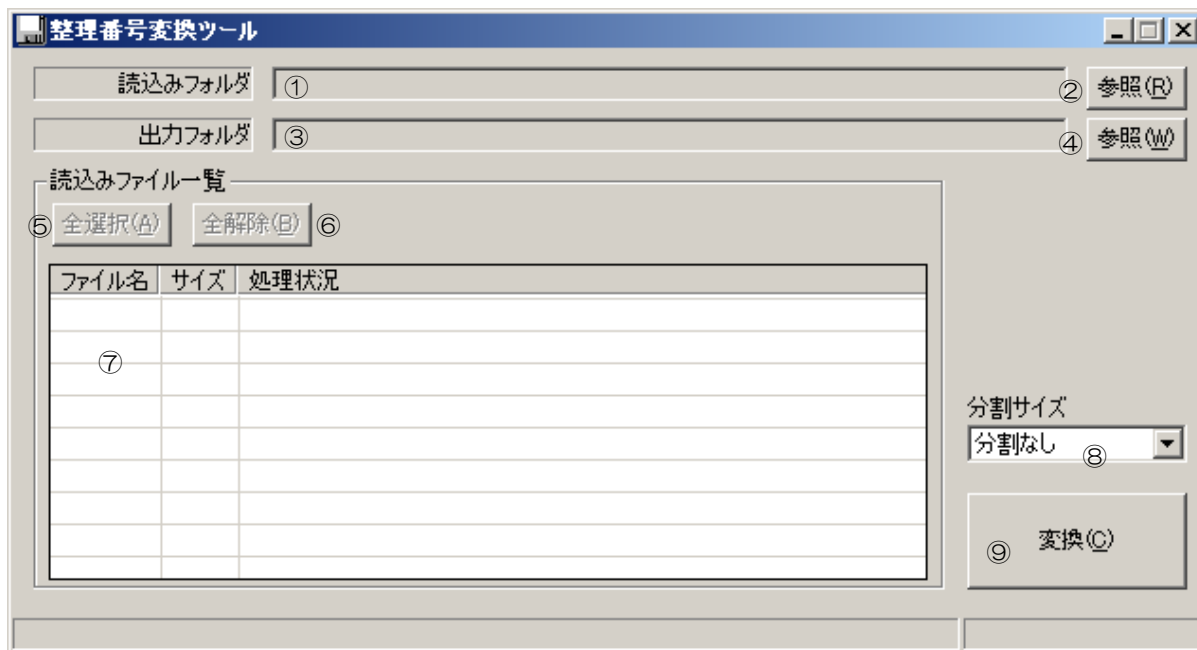 整理番号変換ツール
読込みフォルダ ① ② 参照(R)
出力フォルダ ③ ④ 参照(W)
読込みファイル一覧
⑤ 全選択(A) 全解除(B) ⑥
ファイル名 サイズ 処理状況
⑦
分割サイズ
分割なし ⑧
⑨ 変換(C)